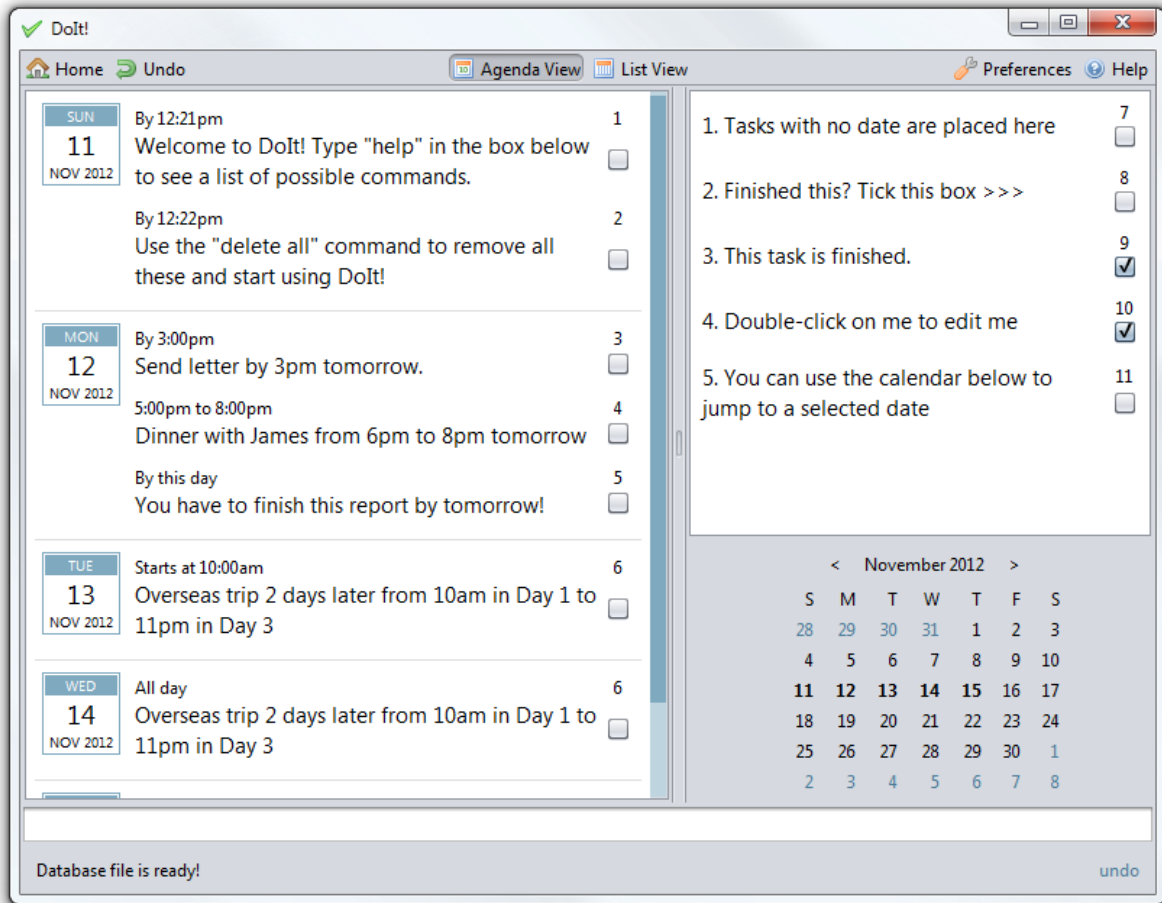 DoIt!
Home Undo Agenda View List View Preferences Help
SUN
11
NOV 2012
By 12:21pm
1
Welcome to DoIt! Type "help" in the box below
to see a list of possible commands.
By 12:22pm
2
Use the "delete all" command to remove all
these and start using DoIt!
MON
12
NOV 2012
By 3:00pm
3
Send letter by 3pm tomorrow.
5:00pm to 8:00pm
4
Dinner with James from 6pm to 8pm tomorrow
By this day
5
You have to finish this report by tomorrow!
TUE
13
NOV 2012
Starts at 10:00am
6
Overseas trip 2 days later from 10am in Day 1 to
11pm in Day 3
WED
14
NOV 2012
All day
6
Overseas trip 2 days later from 10am in Day 1 to
11pm in Day 3
7
1. Tasks with no date are placed here
8
2. Finished this? Tick this box >>>
9
3. This task is finished.
10
4. Double-click on me to edit me
11
5. You can use the calendar below to
jump to a selected date
< November 2012 >
S M T W T F S
28 29 30 31 1 2 3
4 5 6 7 8 9 10
11 12 13 14 15 16 17
18 19 20 21 22 23 24
25 26 27 28 29 30 1
2 3 4 5 6 7 8
Database file is ready!
undo